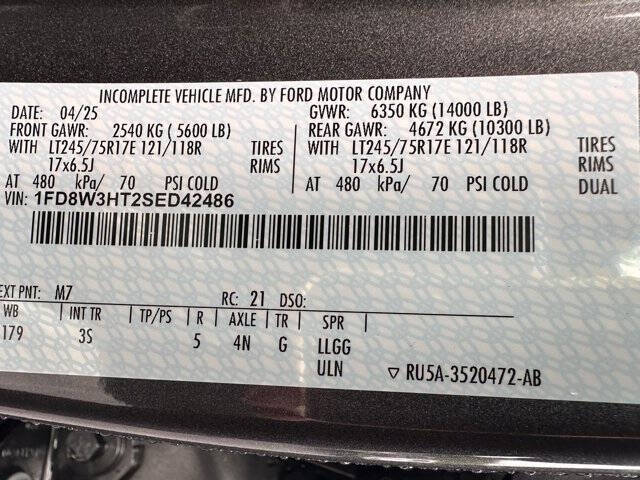 INCOMPLETE VEHICLE MFD. BY FORD MOTOR COMPANY
DATE: 04/25 GVWR: 6350 KG (14000 LB)
FRONT GAWR: 2540 KG ( 5600 LB) REAR GAWR: 4672 KG (10300 LB)
WITH LT245/75R17E 121/118R TIRES WITH LT245/75R17E 121/118R TIRES
17x6.5J RIMS 17x6.5J RIMS
AT 480 kPa/ 70 PSI COLD AT 480 kPa/ 70 PSI COLD DUAL
VIN: 1FD8W3HT2SED42486
EXT PNT: M7 RC: 21 DSO:
WB INT TR TP/PS R AXLE TR SPR
179 3S 5 4N G LLGG
ULN ▽ RU5A-3520472-AB